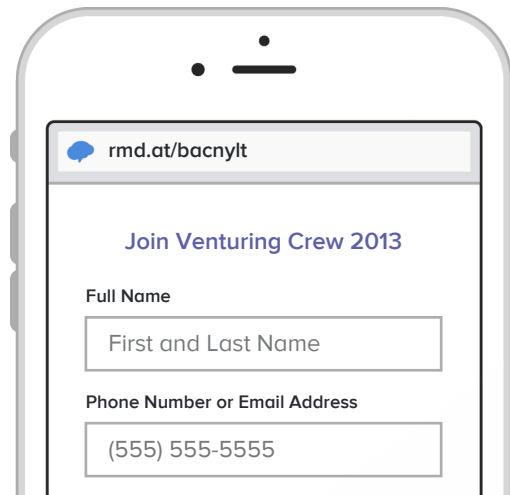 rmd.at/bacnylt
Join Venturing Crew 2013
Full Name
First and Last Name
Phone Number or Email Address
(555) 555-5555